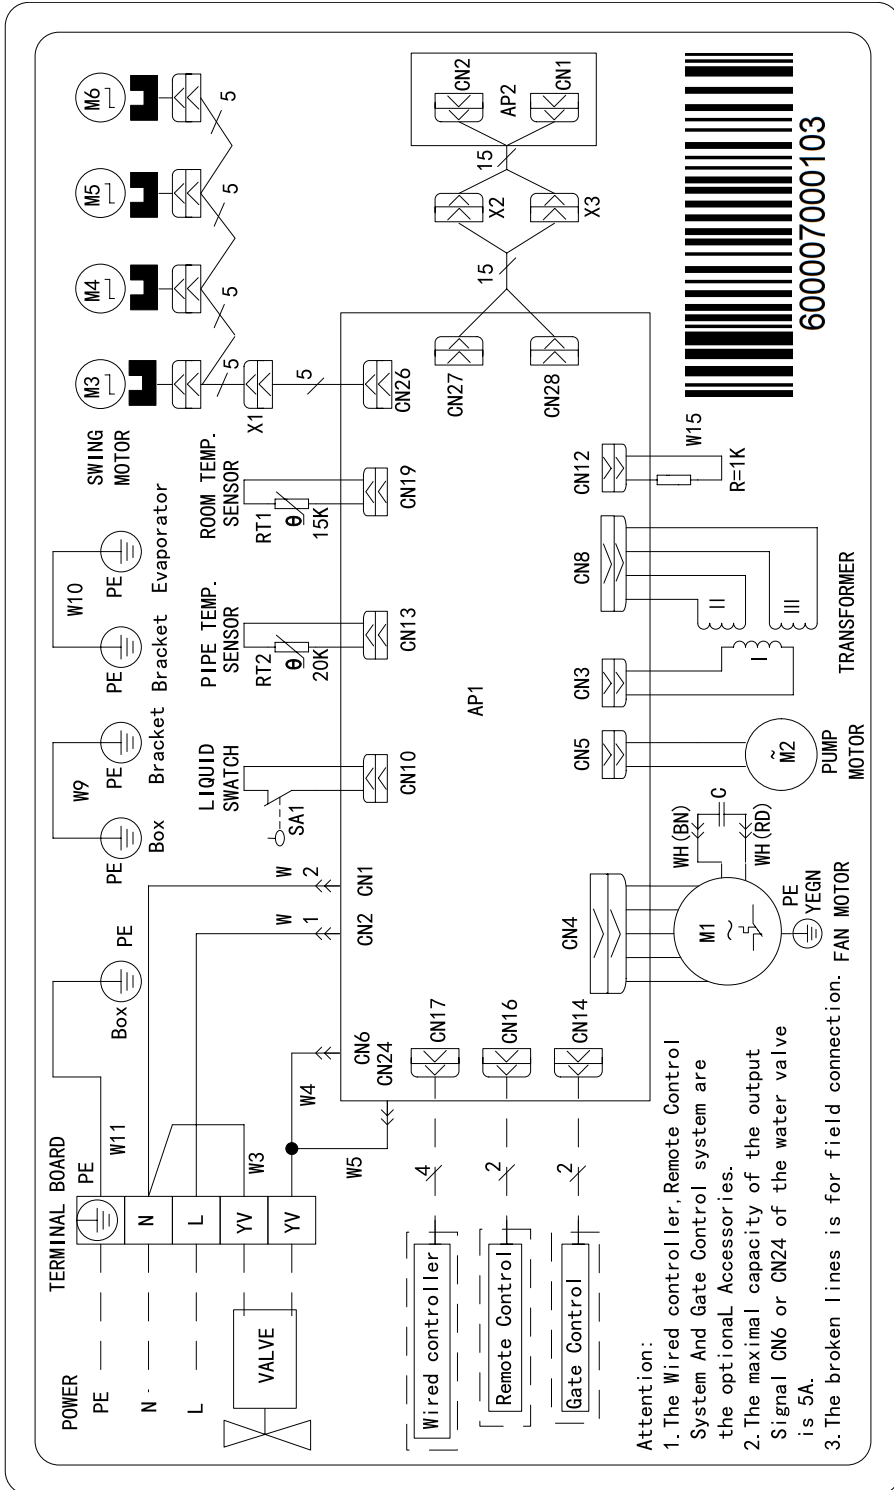 POWER
PE
N
L
VALVE
TERMINAL BOARD
PE
N
L
YV
YV
W11
W3
W4
W5
Box
PE
W
1
W
2
CN6
CN24
CN2
CN1
PE
Box
W9
PE
Bracket
PE
Bracket
W10
PE
Evaporator
SWING
MOTOR
M3
M4
M5
M6
5
5
5
5
X1
5
CN26
LIQUID
SWATCH
SA1
CN10
PIPE TEMP.
SENSOR
RT2
θ
20K
CN13
ROOM TEMP.
SENSOR
RT1
θ
15K
CN19
AP1
CN27
CN28
15
X2
X3
15
AP2
CN2
CN1
Wired controller
4
CN17
Remote Control
2
CN16
Gate Control
2
CN14
CN4
M1
~
PE
YEGN
FAN MOTOR
WH(BN)
C
WH(RD)
CN5
~
M2
PUMP
MOTOR
CN3
CN8
I
II
III
TRANSFORMER
CN12
R=1K
W15
600007000103
Attention:
1. The Wired controller, Remote Control
System And Gate Control system are
the optional Accessories.
2. The maximal capacity of the output
Signal CN6 or CN24 of the water valve
is 5A.
3. The broken lines is for field connection.